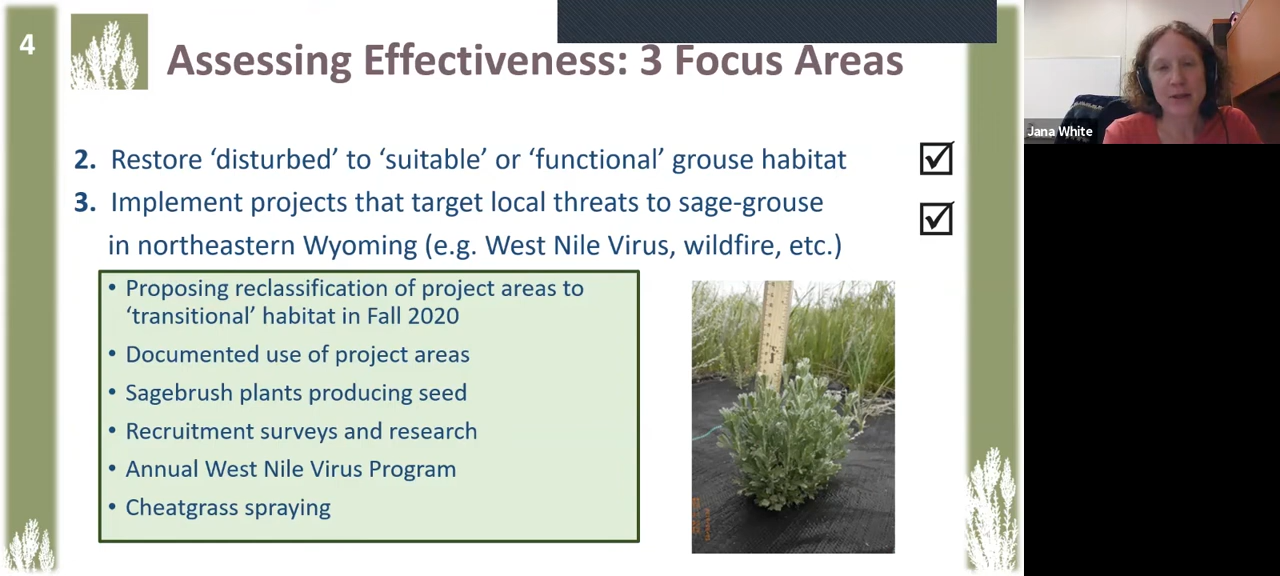 4
Assessing Effectiveness: 3 Focus Areas
Jana White
2. Restore ‘disturbed’ to ‘suitable’ or ‘functional’ grouse habitat
3. Implement projects that target local threats to sage-grouse
in northeastern Wyoming (e.g. West Nile Virus, wildfire, etc.)
• Proposing reclassification of project areas to
‘transitional’ habitat in Fall 2020
• Documented use of project areas
• Sagebrush plants producing seed
• Recruitment surveys and research
• Annual West Nile Virus Program
• Cheatgrass spraying